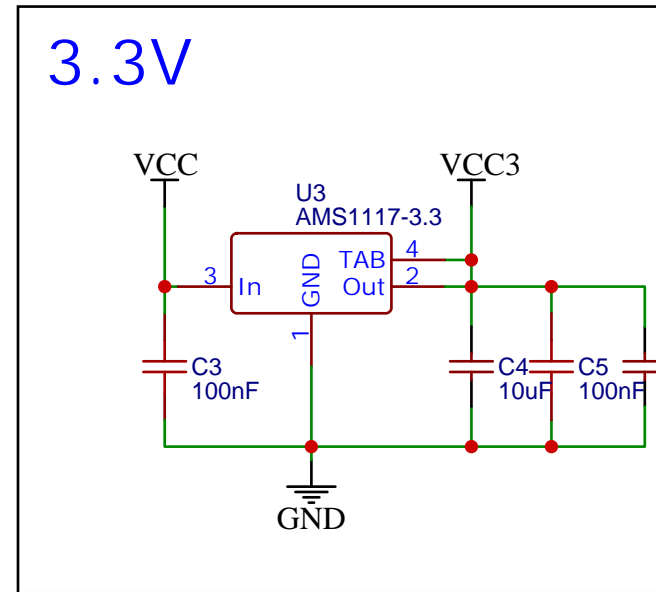 3.3V
VCC
VCC3
U3
AMS1117-3.3
TAB
4
3
In
GND
Out
2
1
C3
100nF
C4
10uF
C5
100nF
GND